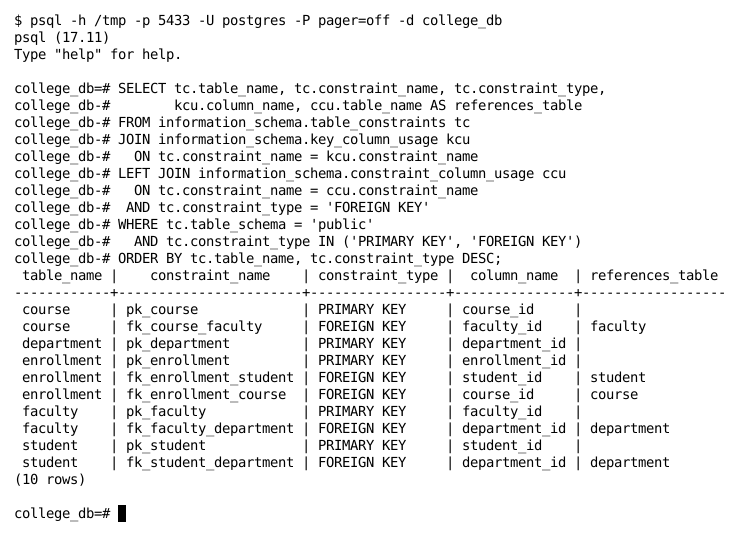 $ psql -h /tmp -p 5433 -U postgres -P pager=off -d college_db
psql (17.11)
Type "help" for help.

college_db=# SELECT tc.table_name, tc.constraint_name, tc.constraint_type,
college_db-#        kcu.column_name, ccu.table_name AS references_table
college_db-# FROM information_schema.table_constraints tc
college_db-# JOIN information_schema.key_column_usage kcu
college_db-#   ON tc.constraint_name = kcu.constraint_name
college_db-# LEFT JOIN information_schema.constraint_column_usage ccu
college_db-#   ON tc.constraint_name = ccu.constraint_name
college_db-#  AND tc.constraint_type = 'FOREIGN KEY'
college_db-# WHERE tc.table_schema = 'public'
college_db-#   AND tc.constraint_type IN ('PRIMARY KEY', 'FOREIGN KEY')
college_db-# ORDER BY tc.table_name, tc.constraint_type DESC;
 table_name |    constraint_name    | constraint_type |  column_name  | references_table
------------+-----------------------+-----------------+---------------+------------------
 course     | pk_course             | PRIMARY KEY     | course_id     |
 course     | fk_course_faculty     | FOREIGN KEY     | faculty_id    | faculty
 department | pk_department         | PRIMARY KEY     | department_id |
 enrollment | pk_enrollment         | PRIMARY KEY     | enrollment_id |
 enrollment | fk_enrollment_student | FOREIGN KEY     | student_id    | student
 enrollment | fk_enrollment_course  | FOREIGN KEY     | course_id     | course
 faculty    | pk_faculty            | PRIMARY KEY     | faculty_id    |
 faculty    | fk_faculty_department | FOREIGN KEY     | department_id | department
 student    | pk_student            | PRIMARY KEY     | student_id    |
 student    | fk_student_department | FOREIGN KEY     | department_id | department
(10 rows)

college_db=#